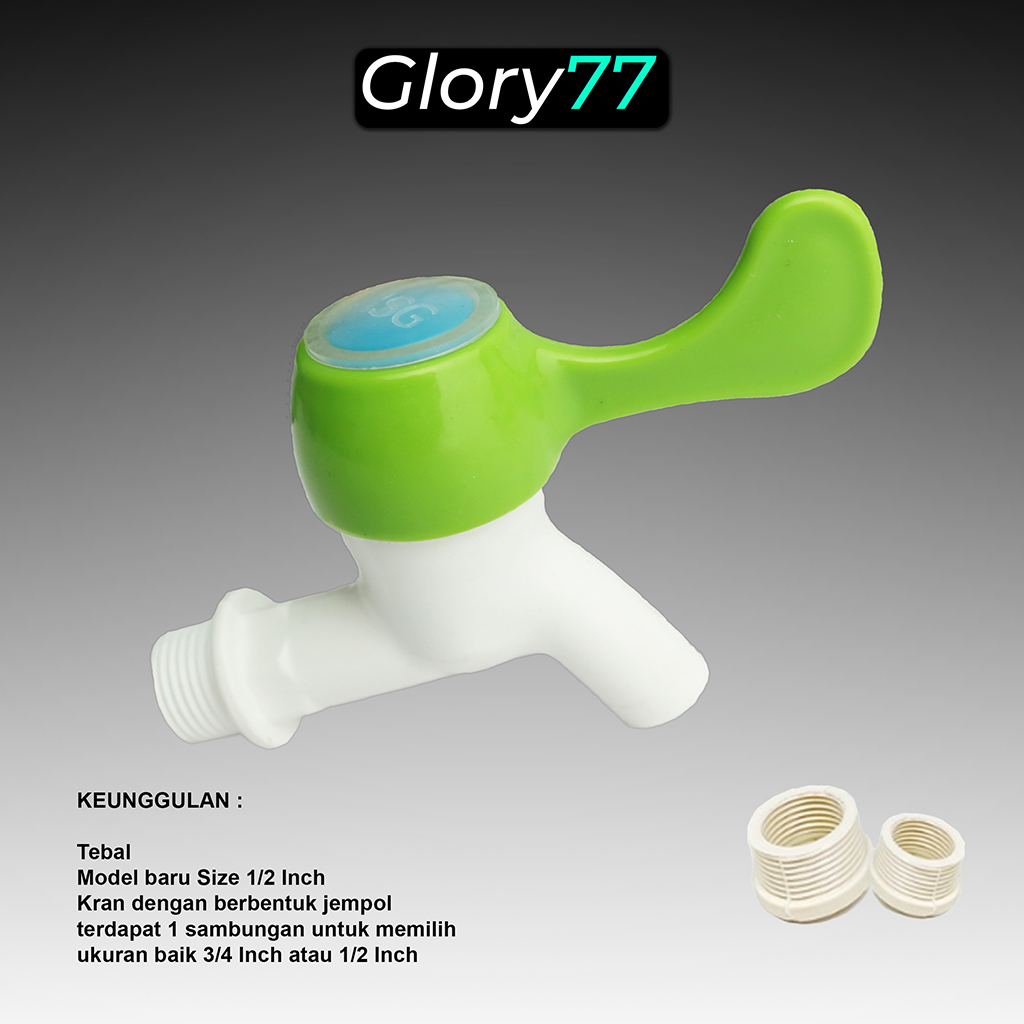 Glory77
SG
KEUNGGULAN :
Tebal
Model baru Size 1/2 Inch
Kran dengan berbentuk jempol
terdapat 1 sambungan untuk memilih
ukuran baik 3/4 Inch atau 1/2 Inch